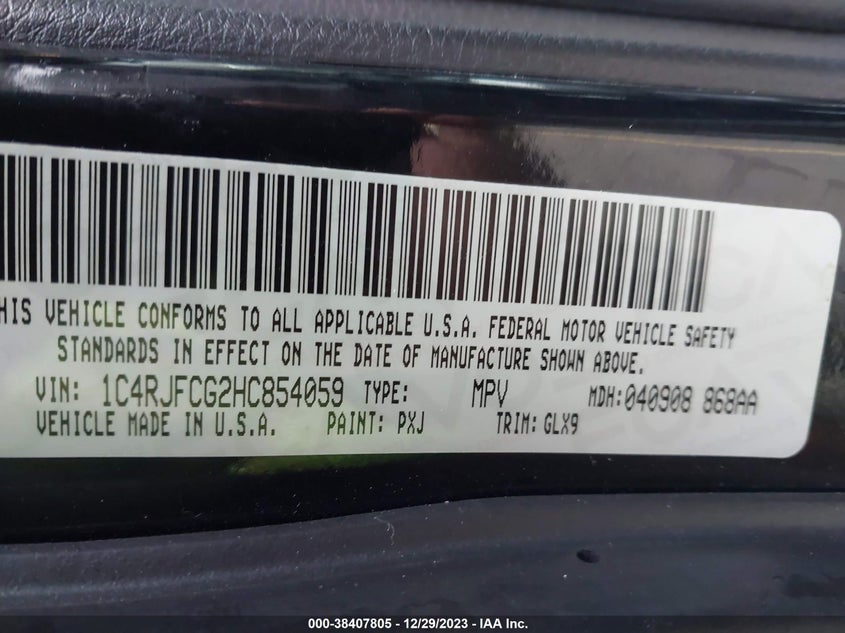 HIS VEHICLE CONFORMS TO ALL APPLICABLE U.S.A. FEDERAL MOTOR VEHICLE SAFETY
STANDARDS IN EFFECT ON THE DATE OF MANUFACTURE SHOWN ABOVE.
VIN: 1C4RJFCG2HC854059 TYPE: MPV MDH:040908 868AA
VEHICLE MADE IN U.S.A. PAINT: PXJ TRIM: GLX9
000-38407805 - 12/29/2023 - IAA Inc.